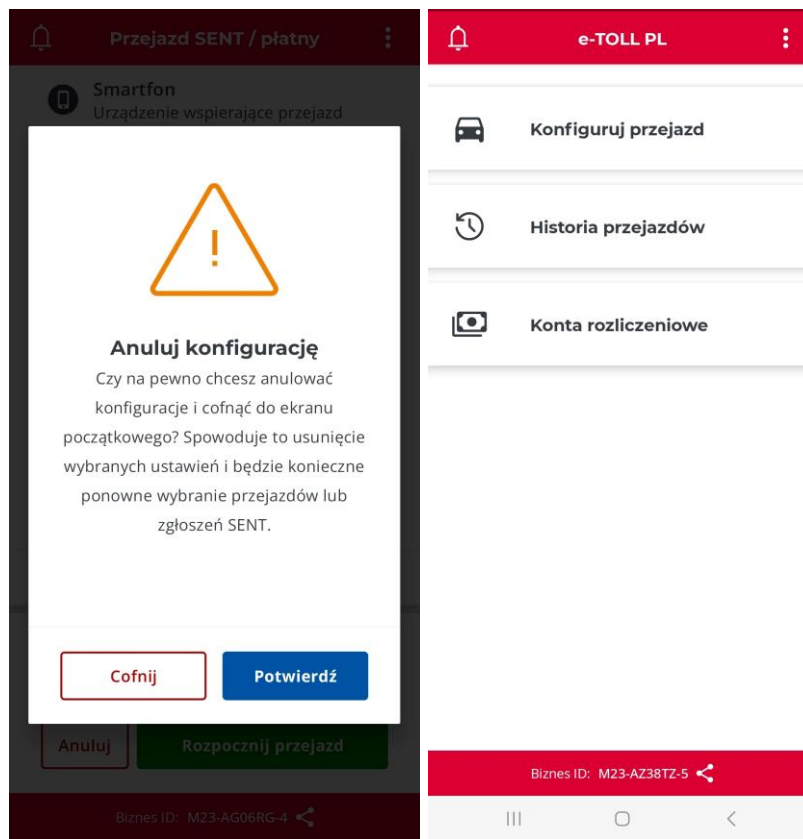 Przejazd SENT / płatny
Smartfon
Urządzenie wspierające przejazd
!
Anuluj konfigurację
Czy na pewno chcesz anulować
konfiguracje i cofnąć do ekranu
początkowego? Spowoduje to usunięcie
wybranych ustawień i będzie konieczne
ponowne wybranie przejazdów lub
zgłoszeń SENT.
Cofnij
Potwierdź
Anuluj
Rozpocznij przejazd
Biznes ID: M23-AG06RG-4
e-TOLL PL
Konfiguruj przejazd
Historia przejazdów
Konta rozliczeniowe
Biznes ID: M23-AZ38TZ-5